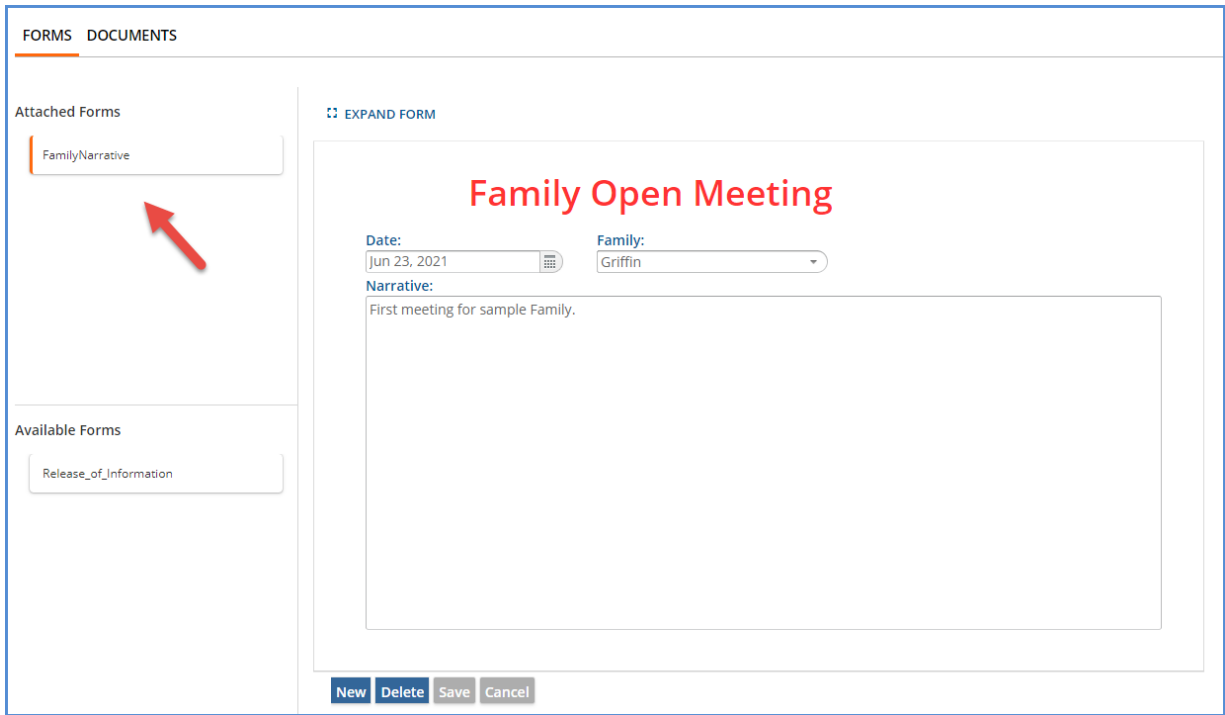 FORMS DOCUMENTS
Attached Forms
FamilyNarrative
Available Forms
Release_of_Information
EXPAND FORM
Family Open Meeting
Date: Family:
Jun 23, 2021 Griffin
Narrative:
First meeting for sample Family.
New Delete Save Cancel